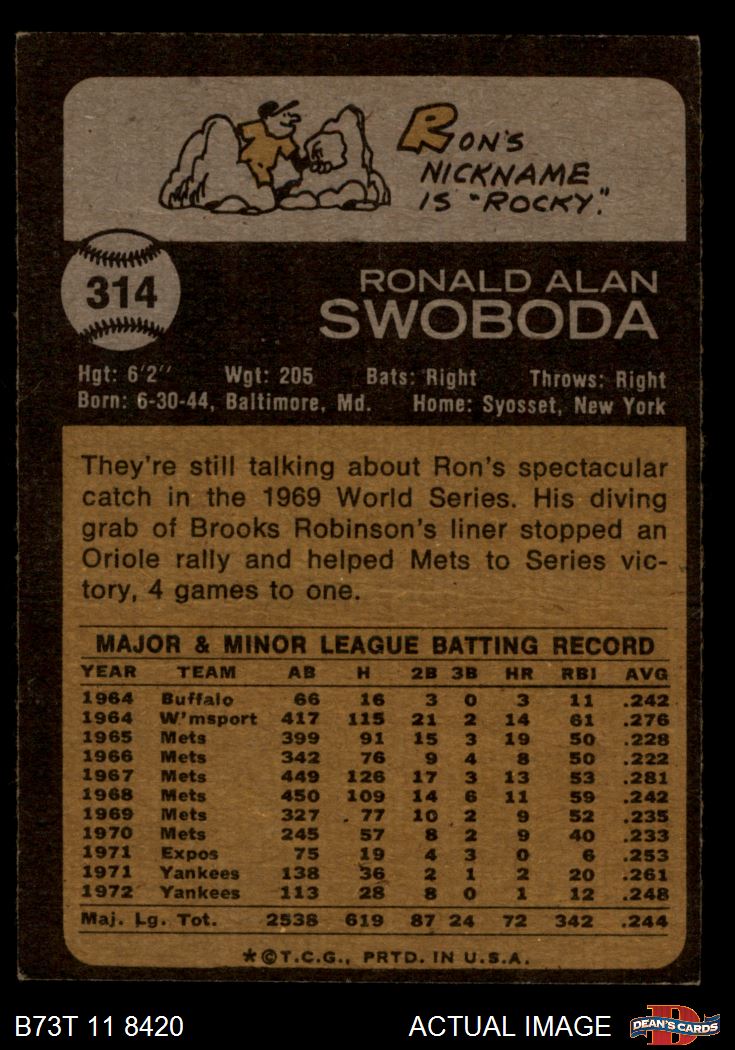 RON'S
NICKNAME
IS "ROCKY."
314
RONALD ALAN
SWOBODA
Hgt: 6'2" Wgt: 205 Bats: Right Throws: Right
Born: 6-30-44, Baltimore, Md. Home: Syosset, New York
They're still talking about Ron's spectacular
catch in the 1969 World Series. His diving
grab of Brooks Robinson's liner stopped an
Oriole rally and helped Mets to Series vic-
tory, 4 games to one.
MAJOR & MINOR LEAGUE BATTING RECORD
YEAR TEAM AB H 2B 3B HR RBI AVG
1964 Buffalo 66 16 3 0 3 11 .242
1964 W'msport 417 115 21 2 14 61 .276
1965 Mets 399 91 15 3 19 50 .228
1966 Mets 342 76 9 4 8 50 .222
1967 Mets 449 126 17 3 13 53 .281
1968 Mets 450 109 14 6 11 59 .242
1969 Mets 327 77 10 2 9 52 .235
1970 Mets 245 57 8 2 9 40 .233
1971 Expos 75 19 4 3 0 6 .253
1971 Yankees 138 36 2 1 2 20 .261
1972 Yankees 113 28 8 0 1 12 .248
Maj. Lg. Tot. 2538 619 87 24 72 342 .244
*©T.C.G., PRTD. IN U.S.A.
B73T 11 8420 ACTUAL IMAGE DEAN'S CARDS